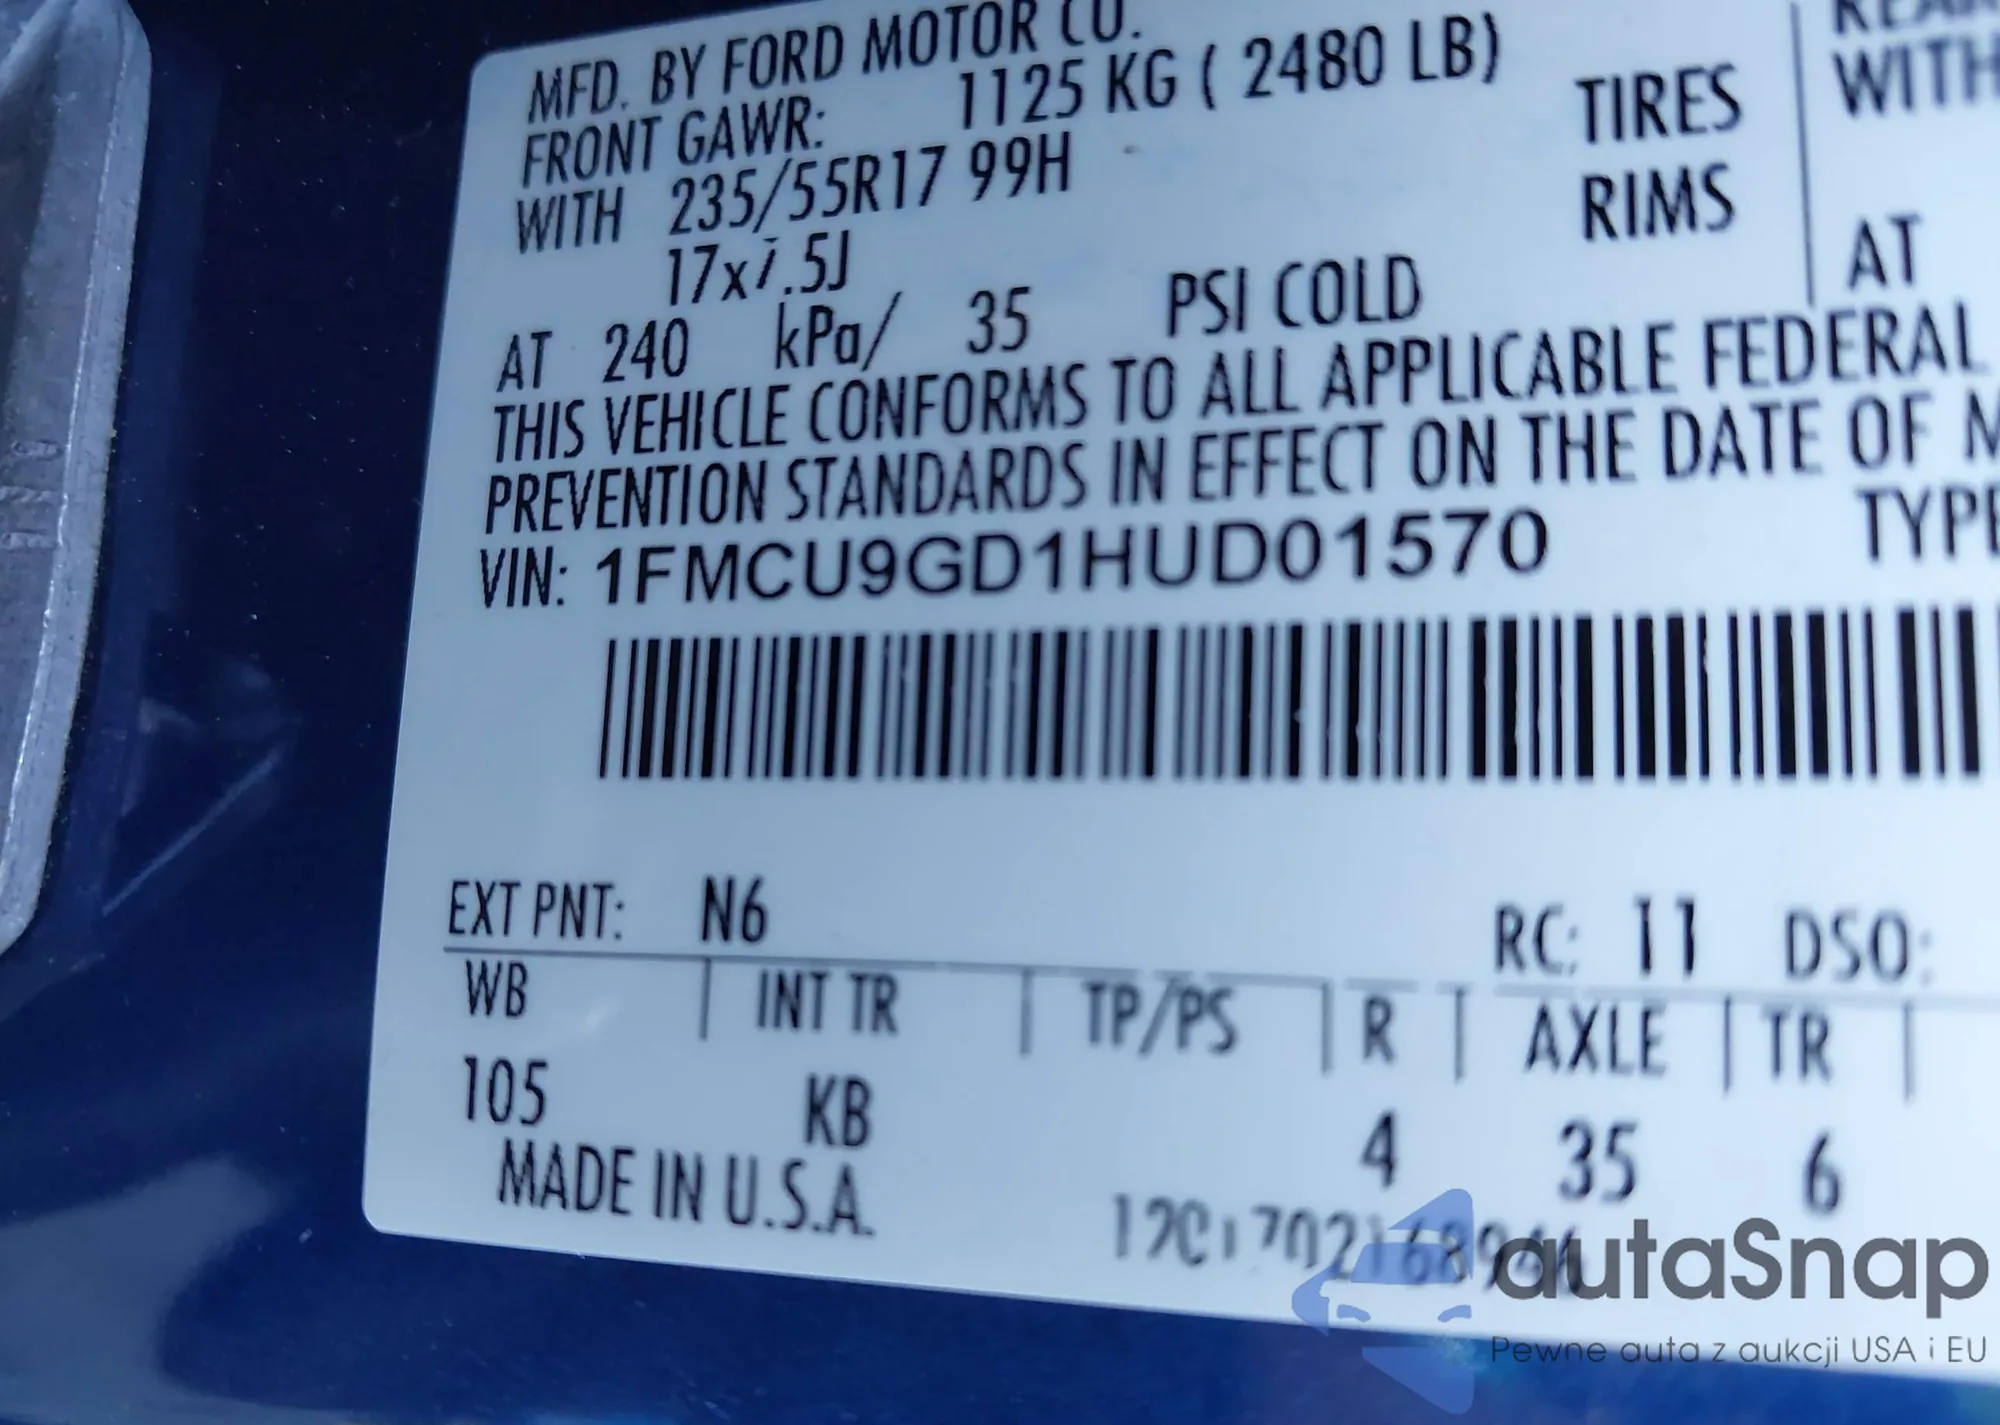 MFD. BY FORD MOTOR CO.
FRONT GAWR: 1125 KG ( 2480 LB)
WITH 235/55R17 99H TIRES
17x7.5J RIMS
AT 240 kPa/ 35 PSI COLD
WITH
AT
THIS VEHICLE CONFORMS TO ALL APPLICABLE FEDERAL
PREVENTION STANDARDS IN EFFECT ON THE DATE OF
VIN: 1FMCU9GD1HUD01570 TYPE
EXT PNT: N6 RC: 11 DSO:
WB | INT TR | TP/PS | R | AXLE | TR |
105 KB 4 35 6
MADE IN U.S.A.
autaSnap
Pewne auta z aukcji USA i EU